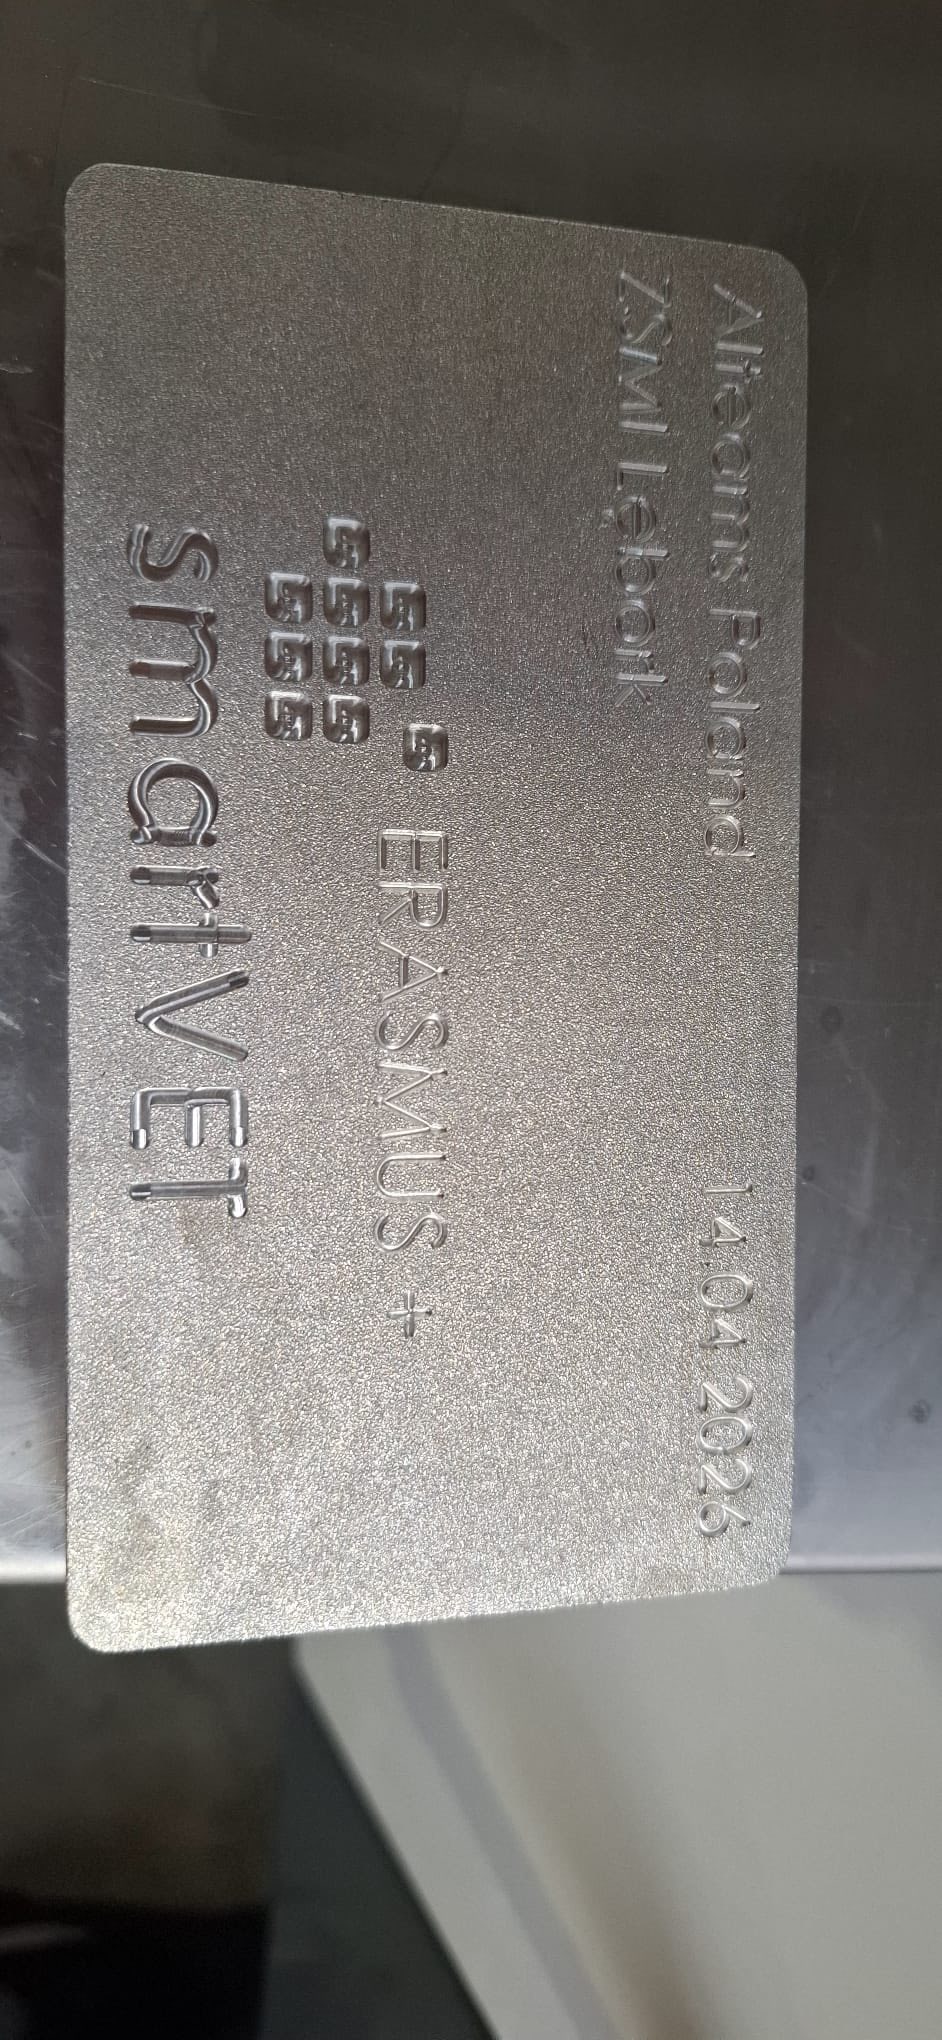 Alteams Poland
14.04.2026
ZSMI Lębork
ERASMUS +
smartVET